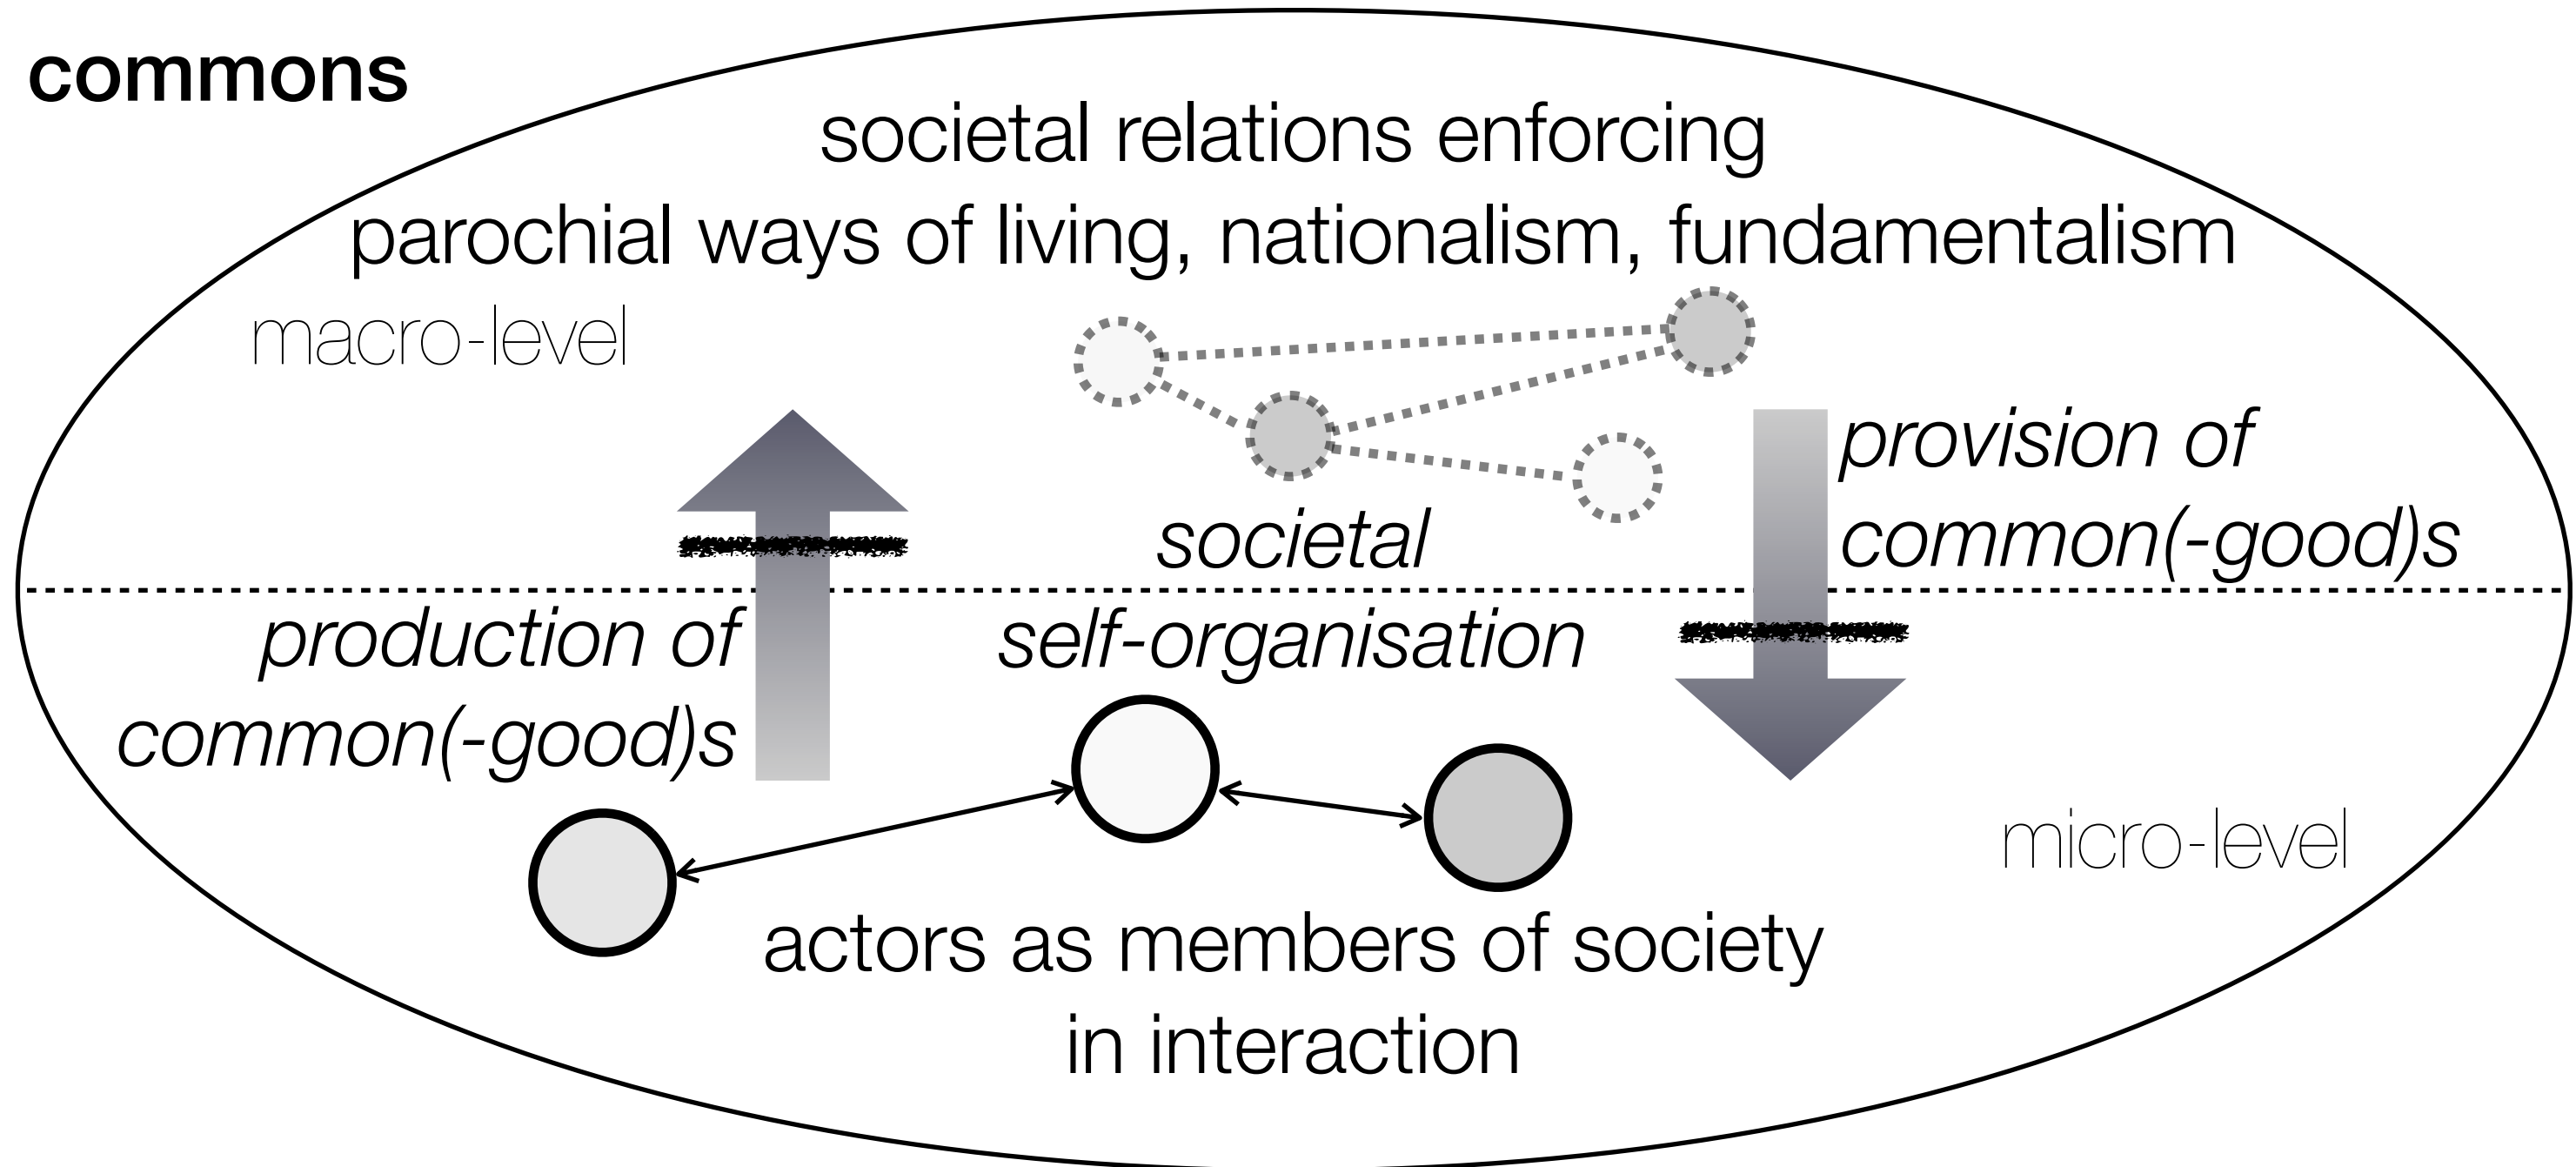 commons
societal relations enforcing
parochial ways of living, nationalism, fundamentalism
macro-level
provision of
common(-good)s
societal
self-organisation
production of
common(-good)s
micro-level
actors as members of society
in interaction